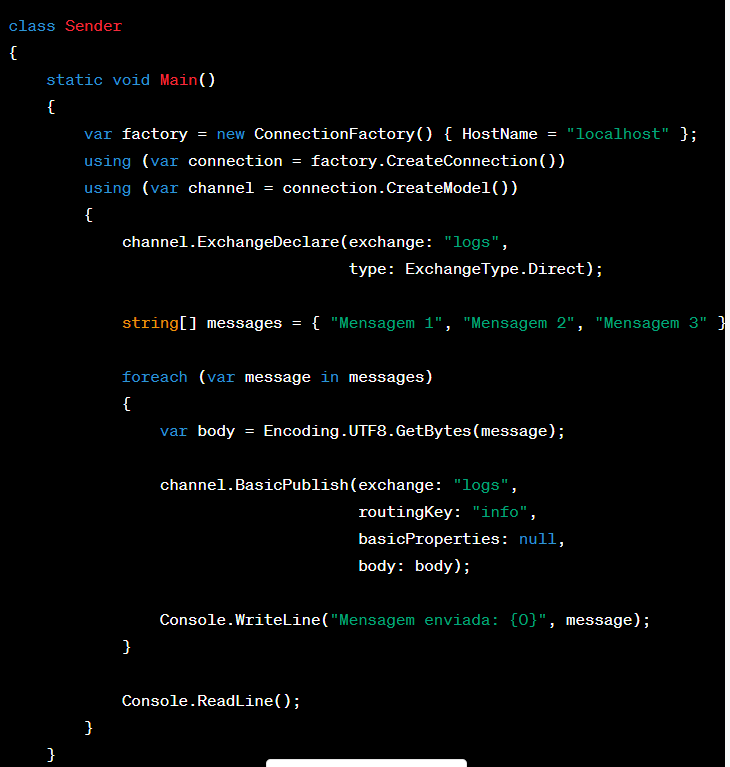 class Sender
{
    static void Main()
    {
        var factory = new ConnectionFactory() { HostName = "localhost" };
        using (var connection = factory.CreateConnection())
        using (var channel = connection.CreateModel())
        {
            channel.ExchangeDeclare(exchange: "logs",
                                    type: ExchangeType.Direct);

            string[] messages = { "Mensagem 1", "Mensagem 2", "Mensagem 3" }

            foreach (var message in messages)
            {
                var body = Encoding.UTF8.GetBytes(message);

                channel.BasicPublish(exchange: "logs",
                                     routingKey: "info",
                                     basicProperties: null,
                                     body: body);

                Console.WriteLine("Mensagem enviada: {0}", message);
            }

            Console.ReadLine();
        }
    }